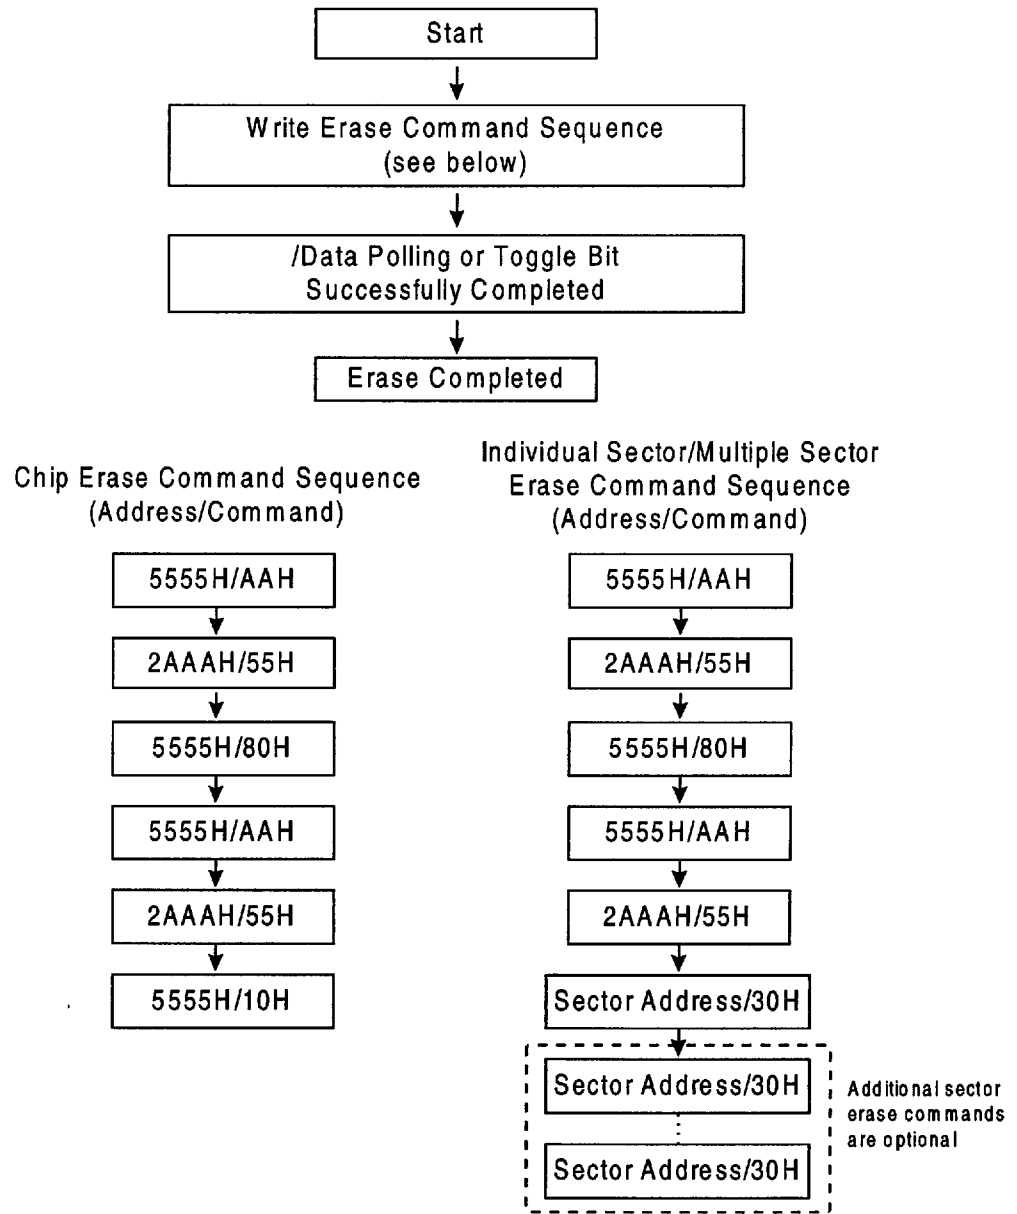 Start
Write Erase Command Sequence
(see below)
/Data Polling or Toggle Bit
Successfully Completed
Erase Completed
Chip Erase Command Sequence
(Address/Command)
5555H/AAH
2AAAH/55H
5555H/80H
5555H/AAH
2AAAH/55H
5555H/10H
Individual Sector/Multiple Sector
Erase Command Sequence
(Address/Command)
5555H/AAH
2AAAH/55H
5555H/80H
5555H/AAH
2AAAH/55H
Sector Address/30H
Sector Address/30H
Sector Address/30H
Additional sector
erase commands
are optional